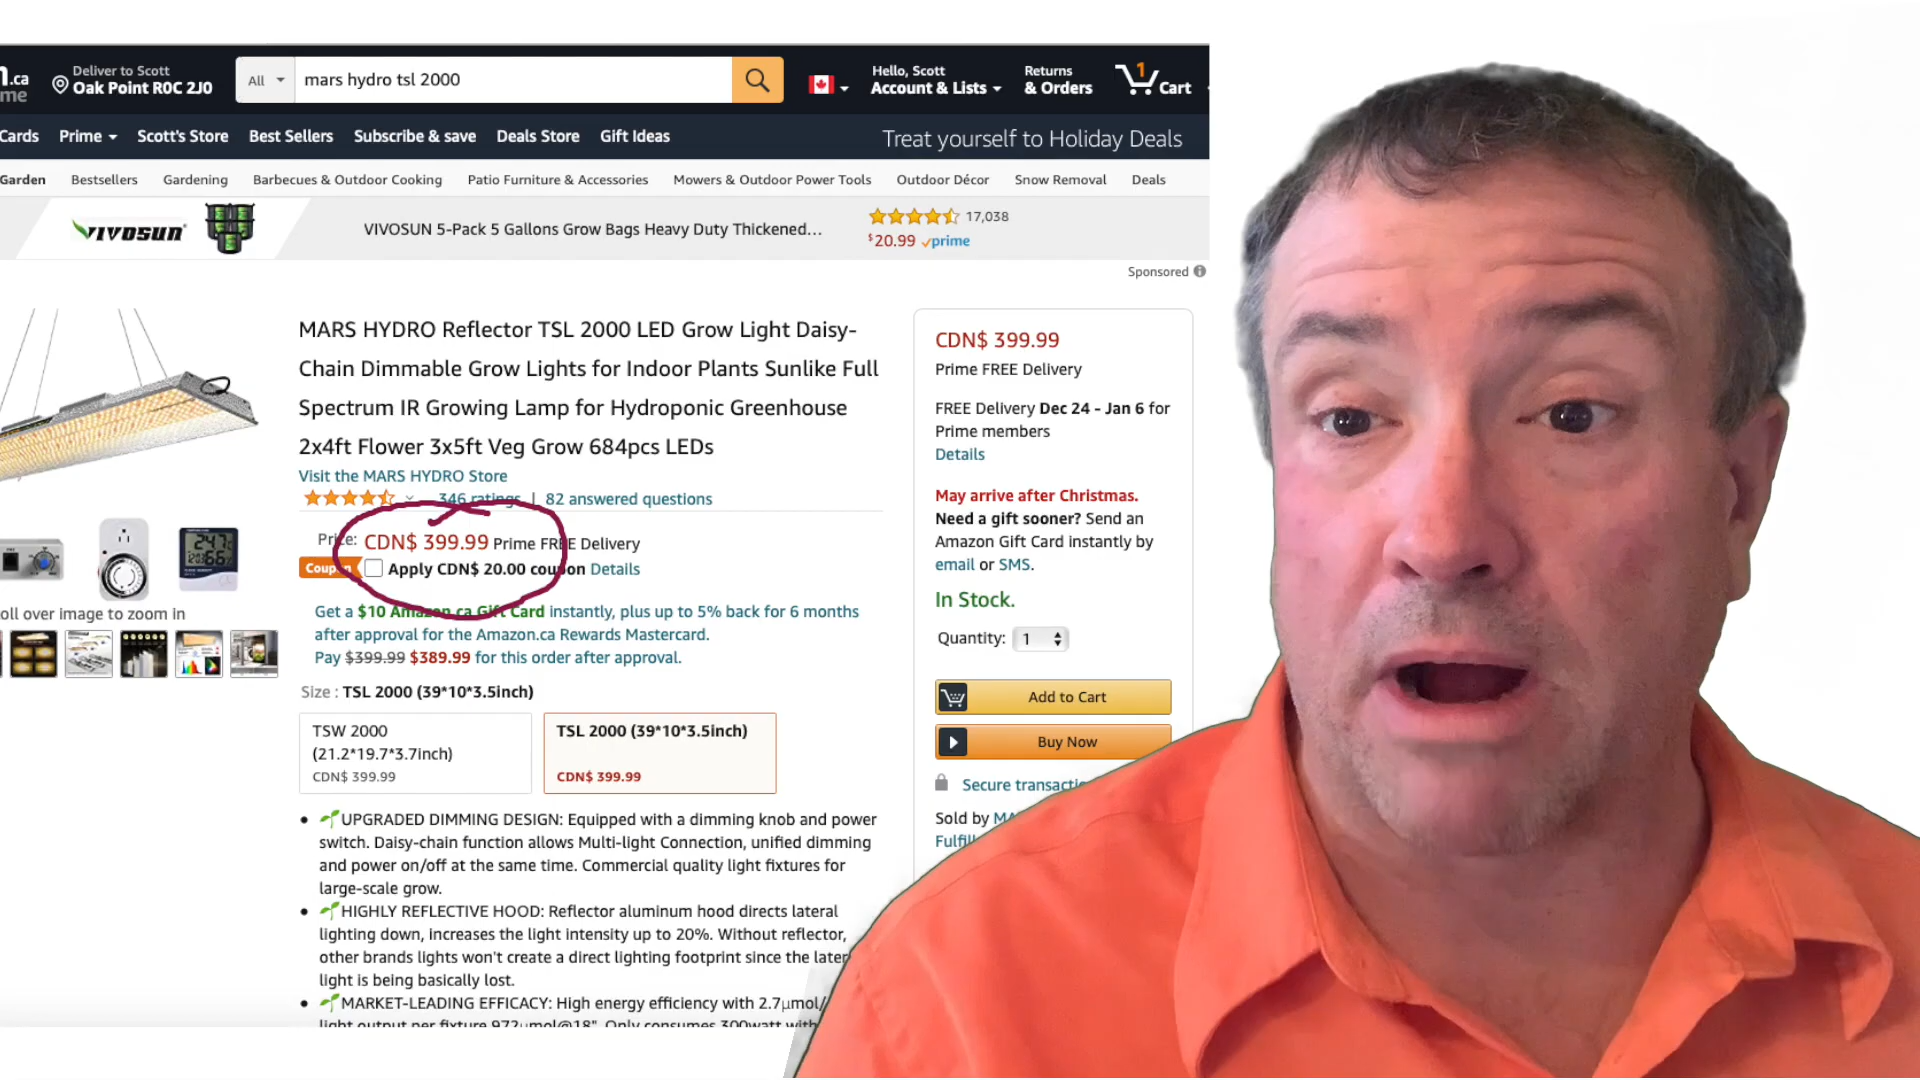 .ca
me
Deliver to Scott
Oak Point R0C 2J0
All
mars hydro tsl 2000
Hello, Scott
Account & Lists
Returns
& Orders
1
Cart
Cards
Prime
Scott's Store
Best Sellers
Subscribe & save
Deals Store
Gift Ideas
Treat yourself to Holiday Deals
Garden
Bestsellers
Gardening
Barbecues & Outdoor Cooking
Patio Furniture & Accessories
Mowers & Outdoor Power Tools
Outdoor Décor
Snow Removal
Deals
VIVOSUN
VIVOSUN 5-Pack 5 Gallons Grow Bags Heavy Duty Thickened...
17,038
$20.99 prime
Sponsored
MARS HYDRO Reflector TSL 2000 LED Grow Light Daisy-
Chain Dimmable Grow Lights for Indoor Plants Sunlike Full
Spectrum IR Growing Lamp for Hydroponic Greenhouse
2x4ft Flower 3x5ft Veg Grow 684pcs LEDs
Visit the MARS HYDRO Store
346 ratings | 82 answered questions
Price: CDN$ 399.99 Prime FREE Delivery
Coupon Apply CDN$ 20.00 coupon Details
Get a $10 Amazon.ca Gift Card instantly, plus up to 5% back for 6 months
after approval for the Amazon.ca Rewards Mastercard.
Pay $399.99 $389.99 for this order after approval.
Size : TSL 2000 (39*10*3.5inch)
TSW 2000
(21.2*19.7*3.7inch)
CDN$ 399.99
TSL 2000 (39*10*3.5inch)
CDN$ 399.99
UPGRADED DIMMING DESIGN: Equipped with a dimming knob and power
switch. Daisy-chain function allows Multi-light Connection, unified dimming
and power on/off at the same time. Commercial quality light fixtures for
large-scale grow.
HIGHLY REFLECTIVE HOOD: Reflector aluminum hood directs lateral
lighting down, increases the light intensity up to 20%. Without reflector,
other brands lights won't create a direct lighting footprint since the later
light is being basically lost.
MARKET-LEADING EFFICACY: High energy efficiency with 2.7μmol/
light output per fixture 972μmol@18". Only consumes 300watt with
oll over image to zoom in
CDN$ 399.99
Prime FREE Delivery
FREE Delivery Dec 24 - Jan 6 for
Prime members
Details
May arrive after Christmas.
Need a gift sooner? Send an
Amazon Gift Card instantly by
email or SMS.
In Stock.
Quantity: 1
Add to Cart
Buy Now
Secure transactio
Sold by MA
Fulfill